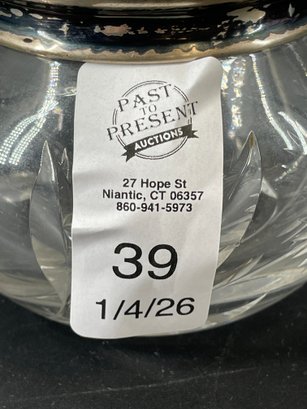 PAST
TO
PRESENT
AUCTIONS
27 Hope St
Niantic, CT 06357
860-941-5973
39
1/4/26